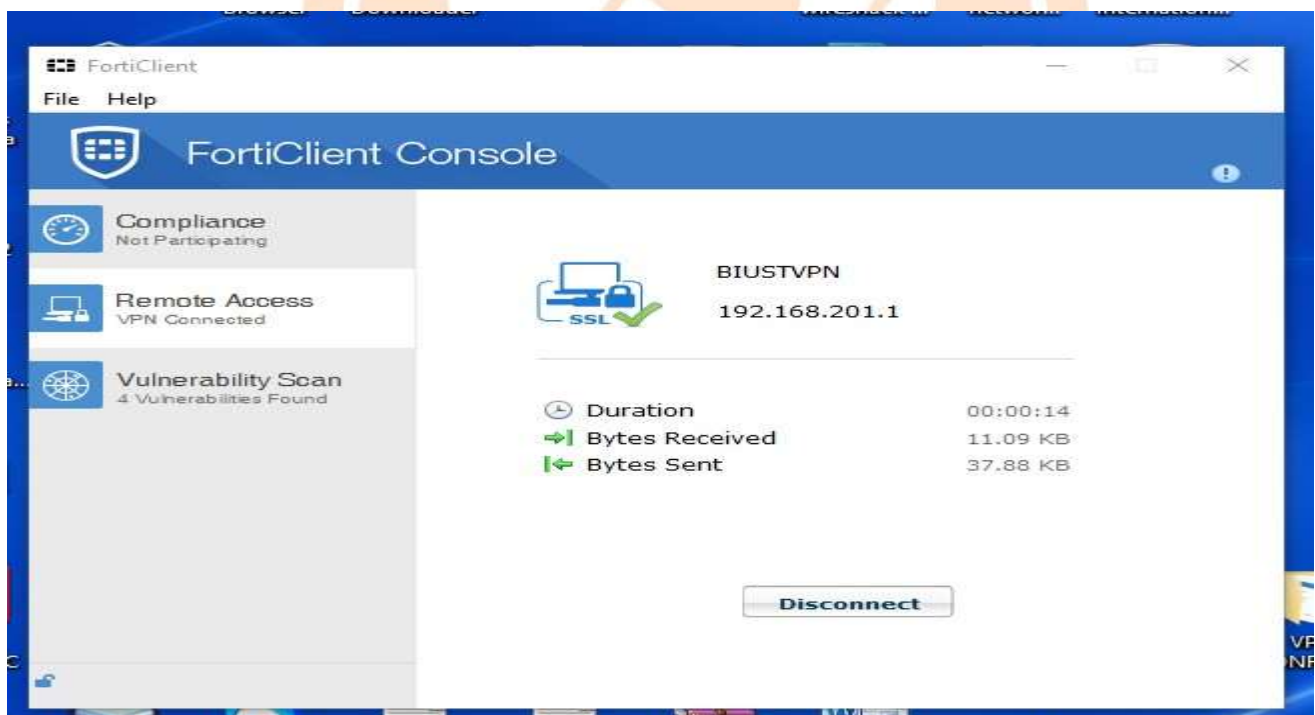 FortiClient
File Help
FortiClient Console
Compliance
Not Participating
Remote Access
VPN Connected
Vulnerability Scan
4 Vulnerabilities Found
BIUSTVPN
192.168.201.1
SSL
Duration 00:00:14
Bytes Received 11.09 KB
Bytes Sent 37.88 KB
Disconnect